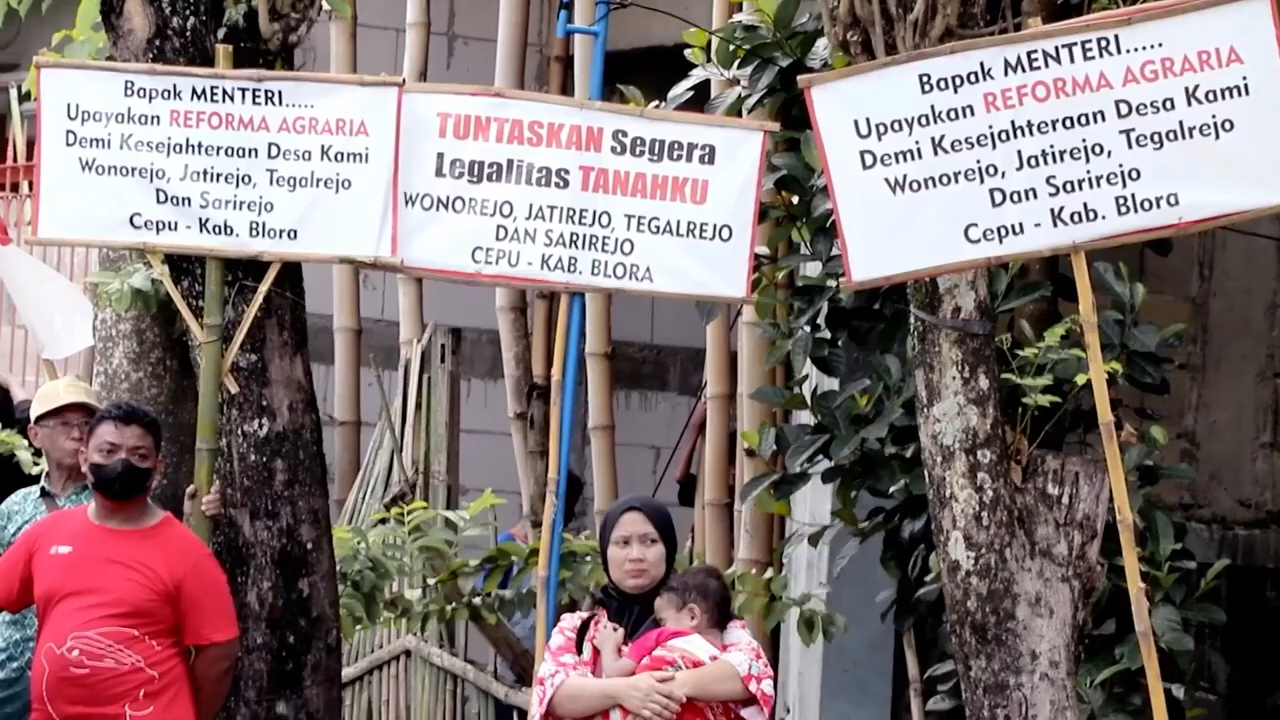 Bapak MENTERI.....
Upayakan REFORMA AGRARIA
Demi Kesejahteraan Desa Kami
Wonorejo, Jatirejo, Tegalrejo
Dan Sarirejo
Cepu - Kab. Blora
TUNTASKAN Segera
Legalitas TANAHKU
WONOREJO, JATIREJO, TEGALREJO
DAN SARIREJO
CEPU - KAB. BLORA
Bapak MENTERI.....
Upayakan REFORMA AGRARIA
Demi Kesejahteraan Desa Kami
Wonorejo, Jatirejo, Tegalrejo
Dan Sarirejo
Cepu - Kab. Blora